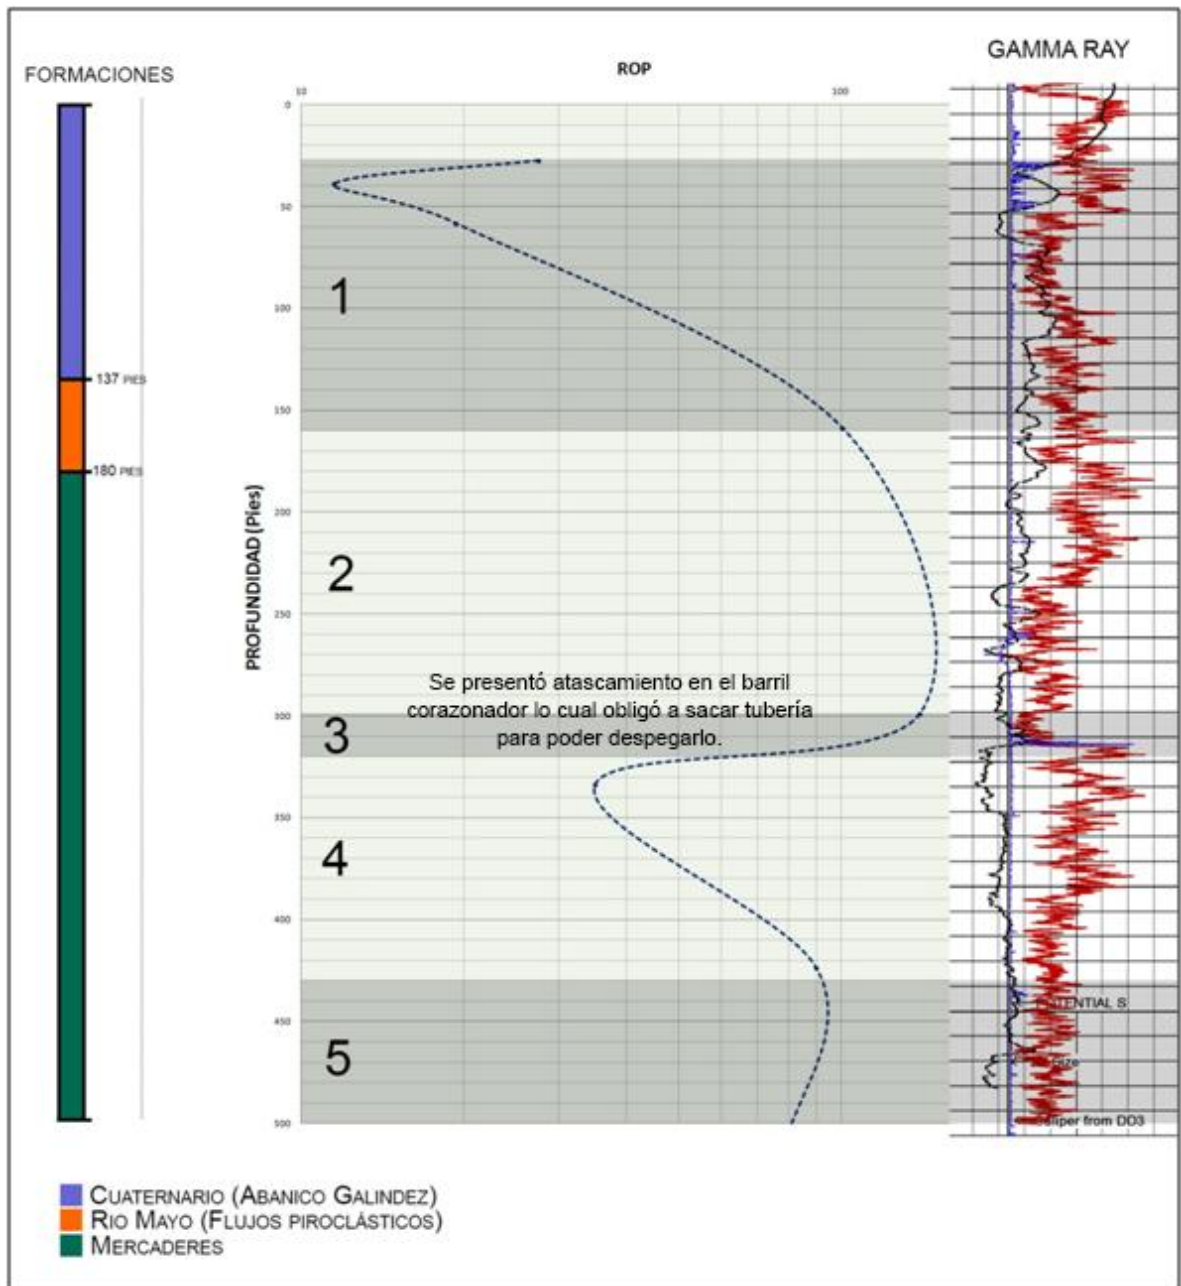 FORMACIONES
ROP
GAMMA RAY
10
100
0
50
1
100
137 PIES
150
180 PIES
PROFUNDIDAD (Pies)
200
2
250
Se presentó atascamiento en el barril
corazonador lo cual obligó a sacar tubería
para poder despegarlo.
300
3
350
4
400
450
5
500
POTENTIAL S
Caliper from DD3
CUATERNARIO (ABANICO GALINDEZ)
RIO MAYO (FLUJOS PIROCLÁSTICOS)
MERCADERES